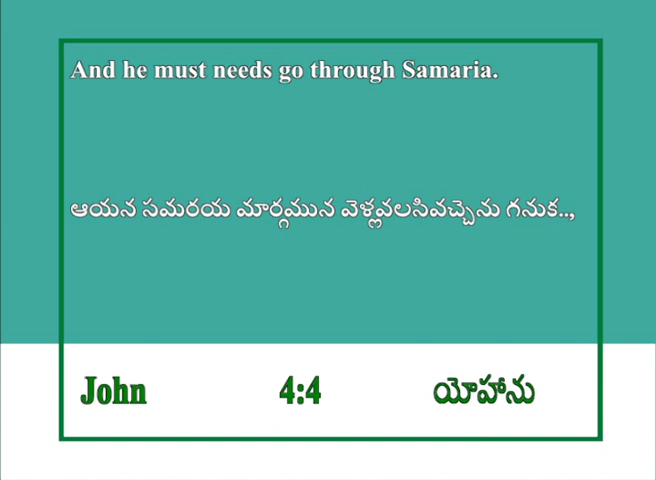 And he must needs go through Samaria.
ఆయన సమరయ మార్గమున వెళ్లవలసివచ్చెను గనుక..,
John 4:4 యోహాను